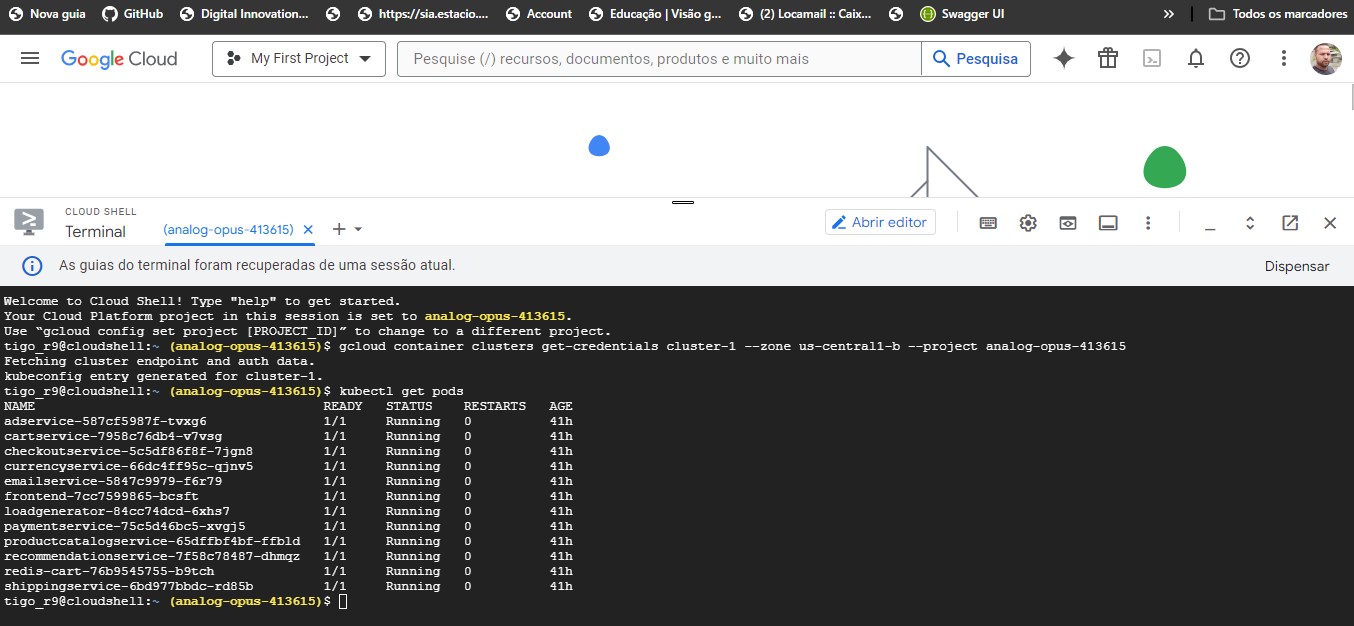 Nova guia GitHub Digital Innovation... https://sia.estacio.... Account Educação | Visão g... (2) Locamail :: Caix... Swagger UI » Todos os marcadores
Google Cloud My First Project Pesquise (/) recursos, documentos, produtos e muito mais Pesquisa
CLOUD SHELL
Terminal (analog-opus-413615) Abrir editor
As guias do terminal foram recuperadas de uma sessão atual. Dispensar
Welcome to Cloud Shell! Type "help" to get started.
Your Cloud Platform project in this session is set to analog-opus-413615.
Use “gcloud config set project [PROJECT_ID]” to change to a different project.
tigo_r9@cloudshell:~ (analog-opus-413615)$ gcloud container clusters get-credentials cluster-1 --zone us-central1-b --project analog-opus-413615
Fetching cluster endpoint and auth data.
kubeconfig entry generated for cluster-1.
tigo_r9@cloudshell:~ (analog-opus-413615)$ kubectl get pods
NAME READY STATUS RESTARTS AGE
adservice-587cf5987f-tvxg6 1/1 Running 0 41h
cartservice-7958c76db4-v7vsg 1/1 Running 0 41h
checkoutservice-5c5df86f8f-7jgn8 1/1 Running 0 41h
currencyservice-66dc4ff95c-qjnv5 1/1 Running 0 41h
emailservice-5847c9979-f6r79 1/1 Running 0 41h
frontend-7cc7599865-bcsft 1/1 Running 0 41h
loadgenerator-84cc74dcd-6xhs7 1/1 Running 0 41h
paymentservice-75c5d46bc5-xvgj5 1/1 Running 0 41h
productcatalogservice-65dffbf4bf-ffbld 1/1 Running 0 41h
recommendationservice-7f58c78487-dhmqz 1/1 Running 0 41h
redis-cart-76b9545755-b9tch 1/1 Running 0 41h
shippingservice-6bd977bbdc-rd85b 1/1 Running 0 41h
tigo_r9@cloudshell:~ (analog-opus-413615)$